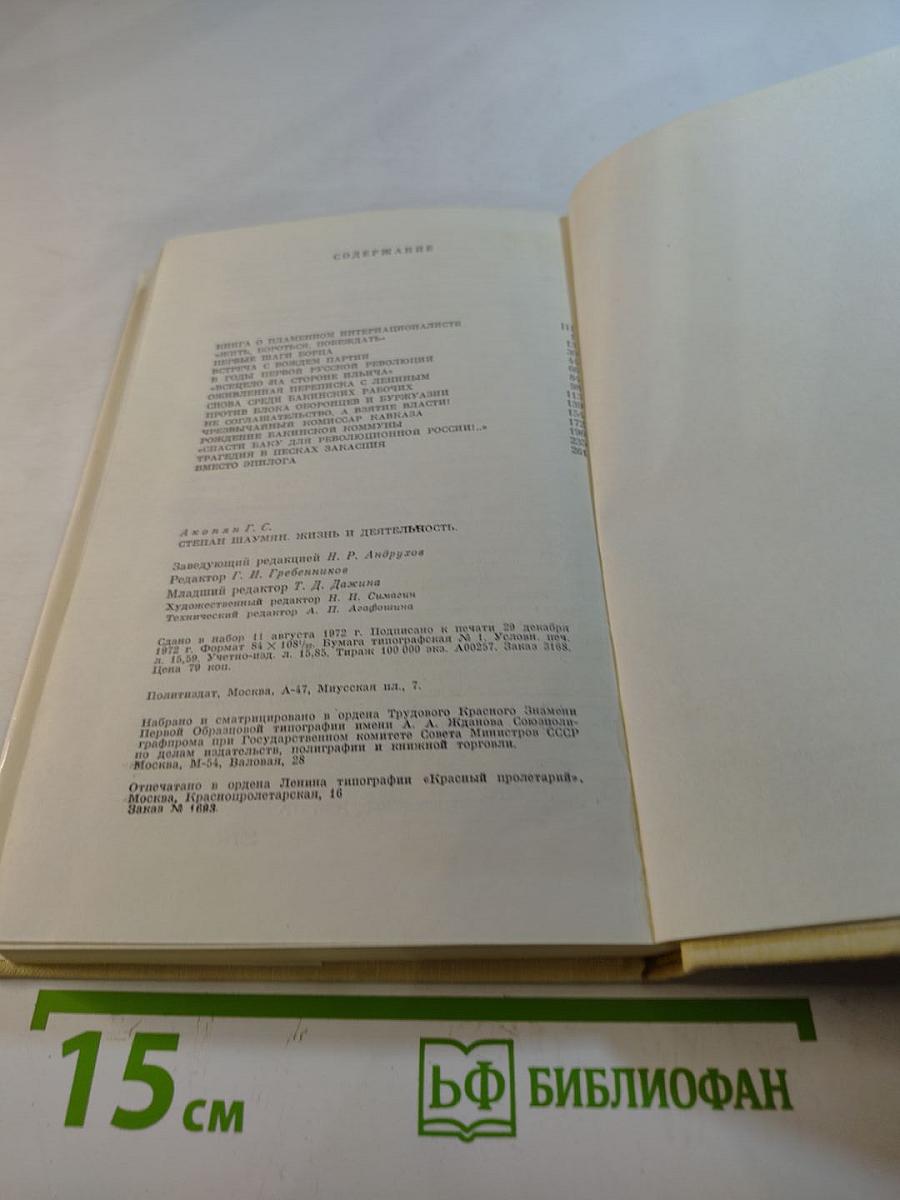 СОДЕРЖАНИЕ
КНИГА О ПЛАМЕННОМ ИНТЕРНАЦИОНАЛИСТЕ
«ЖИТЬ, БОРОТЬСЯ, ПОБЕЖДАТЬ»
ПЕРВЫЕ ШАГИ БОРЦА
ВСТРЕЧА С ВОЖДЕМ ПАРТИИ
В ГОДЫ ПЕРВОЙ РУССКОЙ РЕВОЛЮЦИИ
«ВСЕЦЕЛО НА СТОРОНЕ ИЛЬИЧА»
ОЖИВЛЕННАЯ ПЕРЕПИСКА С ЛЕНИНЫМ
СНОВА СРЕДИ БАКИНСКИХ РАБОЧИХ
ПРОТИВ БЛОКА ОБОРОНЦЕВ И БУРЖУАЗИИ
НЕ СОГЛАШАТЕЛЬСТВО, А ВЗЯТИЕ ВЛАСТИ!
ЧРЕЗВЫЧАЙНЫЙ КОМИССАР КАВКАЗА
РОЖДЕНИЕ БАКИНСКОЙ КОММУНЫ
«СПАСТИ БАКУ ДЛЯ РЕВОЛЮЦИОННОЙ РОССИИ!..»
ТРАГЕДИЯ В ПЕСКАХ ЗАКАСПИЯ
ВМЕСТО ЭПИЛОГА
Акопян Г. С.
СТЕПАН ШАУМЯН. ЖИЗНЬ И ДЕЯТЕЛЬНОСТЬ.
Заведующий редакцией Н. Р. Андрухов
Редактор Г. И. Гребенников
Младший редактор Т. Д. Дажина
Художественный редактор Н. Н. Симагин
Технический редактор А. П. Агафошина
Сдано в набор 11 августа 1972 г. Подписано к печати 29 декабря
1972 г. Формат 84 × 108¹/₃₂. Бумага типографская № 1. Условн. печ.
л. 15,59. Учетно-изд. л. 15,85. Тираж 100 000 экз. А00257. Заказ 3168.
Цена 79 коп.
Политиздат, Москва, А-47, Миусская пл., 7.
Набрано и сматрицировано в ордена Трудового Красного Знамени
Первой Образцовой типографии имени А. А. Жданова Союзполи-
графпрома при Государственном комитете Совета Министров СССР
по делам издательств, полиграфии и книжной торговли.
Москва, М-54, Валовая, 28
Отпечатано в ордена Ленина типографии «Красный пролетарий».
Москва, Краснопролетарская, 16
Заказ № 1693.
15 см
ЬФ БИБЛИОФАН